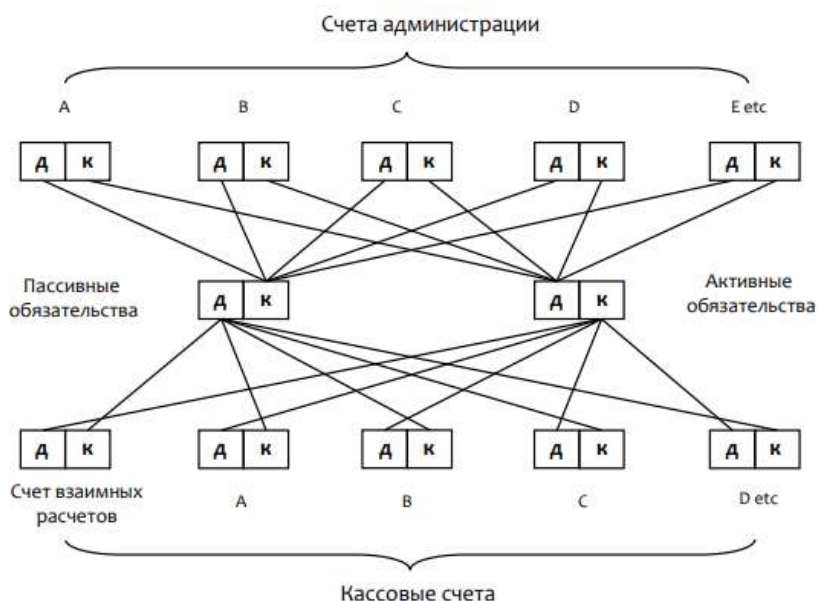 Счета администрации
A B C D E etc
д к д к д к д к д к
Пассивные
обязательства
д к д к
Активные
обязательства
д к д к д к д к д к
Счет взаимных
расчетов
A B C D etc
Кассовые счета